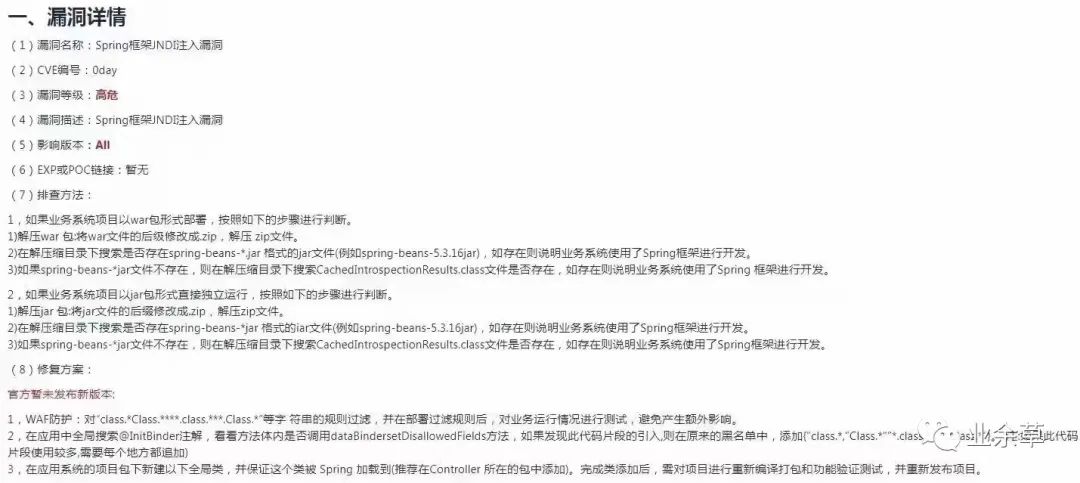 一、漏洞详情
（1）漏洞名称：Spring框架JNDI注入漏洞
（2）CVE编号：0day
（3）漏洞等级：高危
（4）漏洞描述：Spring框架JNDI注入漏洞
（5）影响版本：All
（6）EXP或POC链接：暂无
（7）排查方法：
1，如果业务系统项目以war包形式部署，按照如下的步骤进行判断。
1)解压war 包:将war文件的后级修改成.zip，解压 zip文件。
2)在解压缩目录下搜索是否存在spring-beans-*.jar 格式的jar文件(例如spring-beans-5.3.16jar)，如存在则说明业务系统使用了Spring框架进行开发。
3)如果spring-beans-*jar文件不存在，则在解压缩目录下搜索CachedIntrospectionResults.class文件是否存在，如存在则说明业务系统使用了Spring 框架进行开发。
2，如果业务系统项目以jar包形式直接独立运行，按照如下的步骤进行判断。
1)解压jar 包:将jar文件的后缀修改成.zip，解压zip文件。
2)在解压缩目录下搜索是否存在spring-beans-*jar 格式的iar文件(例如spring-beans-5.3.16jar)，如存在则说明业务系统使用了Spring框架进行开发。
3)如果spring-beans-*jar文件不存在，则在解压缩目录下搜索CachedIntrospectionResults.class文件是否存在，如存在则说明业务系统使用了Spring框架进行开发。
（8）修复方案：
官方暂未发布新版本:
1，WAF防护：对"class.*Class.****.class.***.Class.*"等字 符串的规则过滤，并在部署过滤规则后，对业务运行情况进行测试，避免产生额外影响。
2，在应用中全局搜索@InitBinder注解，看看方法体内是否调用dataBindersetDisallowedFields方法，如果发现此代码片段的引入,则在原来的黑名单中，添加{"class.*,"Class.*""*.class. 此代码
片段使用较多,需要每个地方都追加)
3，在应用系统的项目包下新建以下全局类，并保证这个类被 Spring 加载到(推荐在Controller 所在的包中添加)。完成类添加后，需对项目进行重新编译打包和功能验证测试，并重新发布项目。
业余草